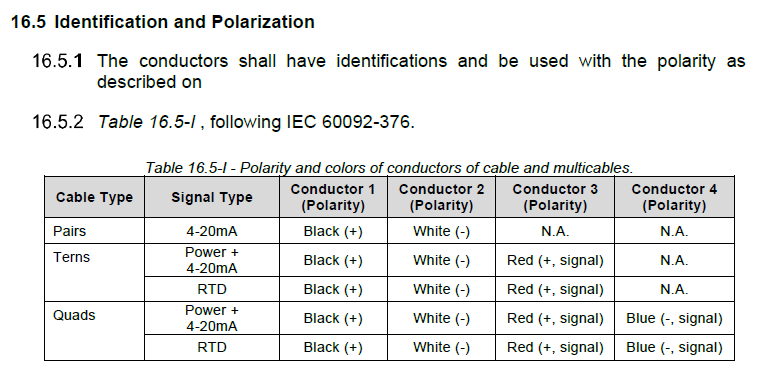 16.5 Identification and Polarization
16.5.1 The conductors shall have identifications and be used with the polarity as
described on
16.5.2 Table 16.5-I , following IEC 60092-376.
Table 16.5-I - Polarity and colors of conductors of cable and multicables.
Cable Type Signal Type Conductor 1 (Polarity) Conductor 2 (Polarity) Conductor 3 (Polarity) Conductor 4 (Polarity)
Pairs 4-20mA Black (+) White (-) N.A. N.A.
Terns Power + 4-20mA Black (+) White (-) Red (+, signal) N.A.
RTD Black (+) White (-) Red (+, signal) N.A.
Quads Power + 4-20mA Black (+) White (-) Red (+, signal) Blue (-, signal)
RTD Black (+) White (-) Red (+, signal) Blue (-, signal)